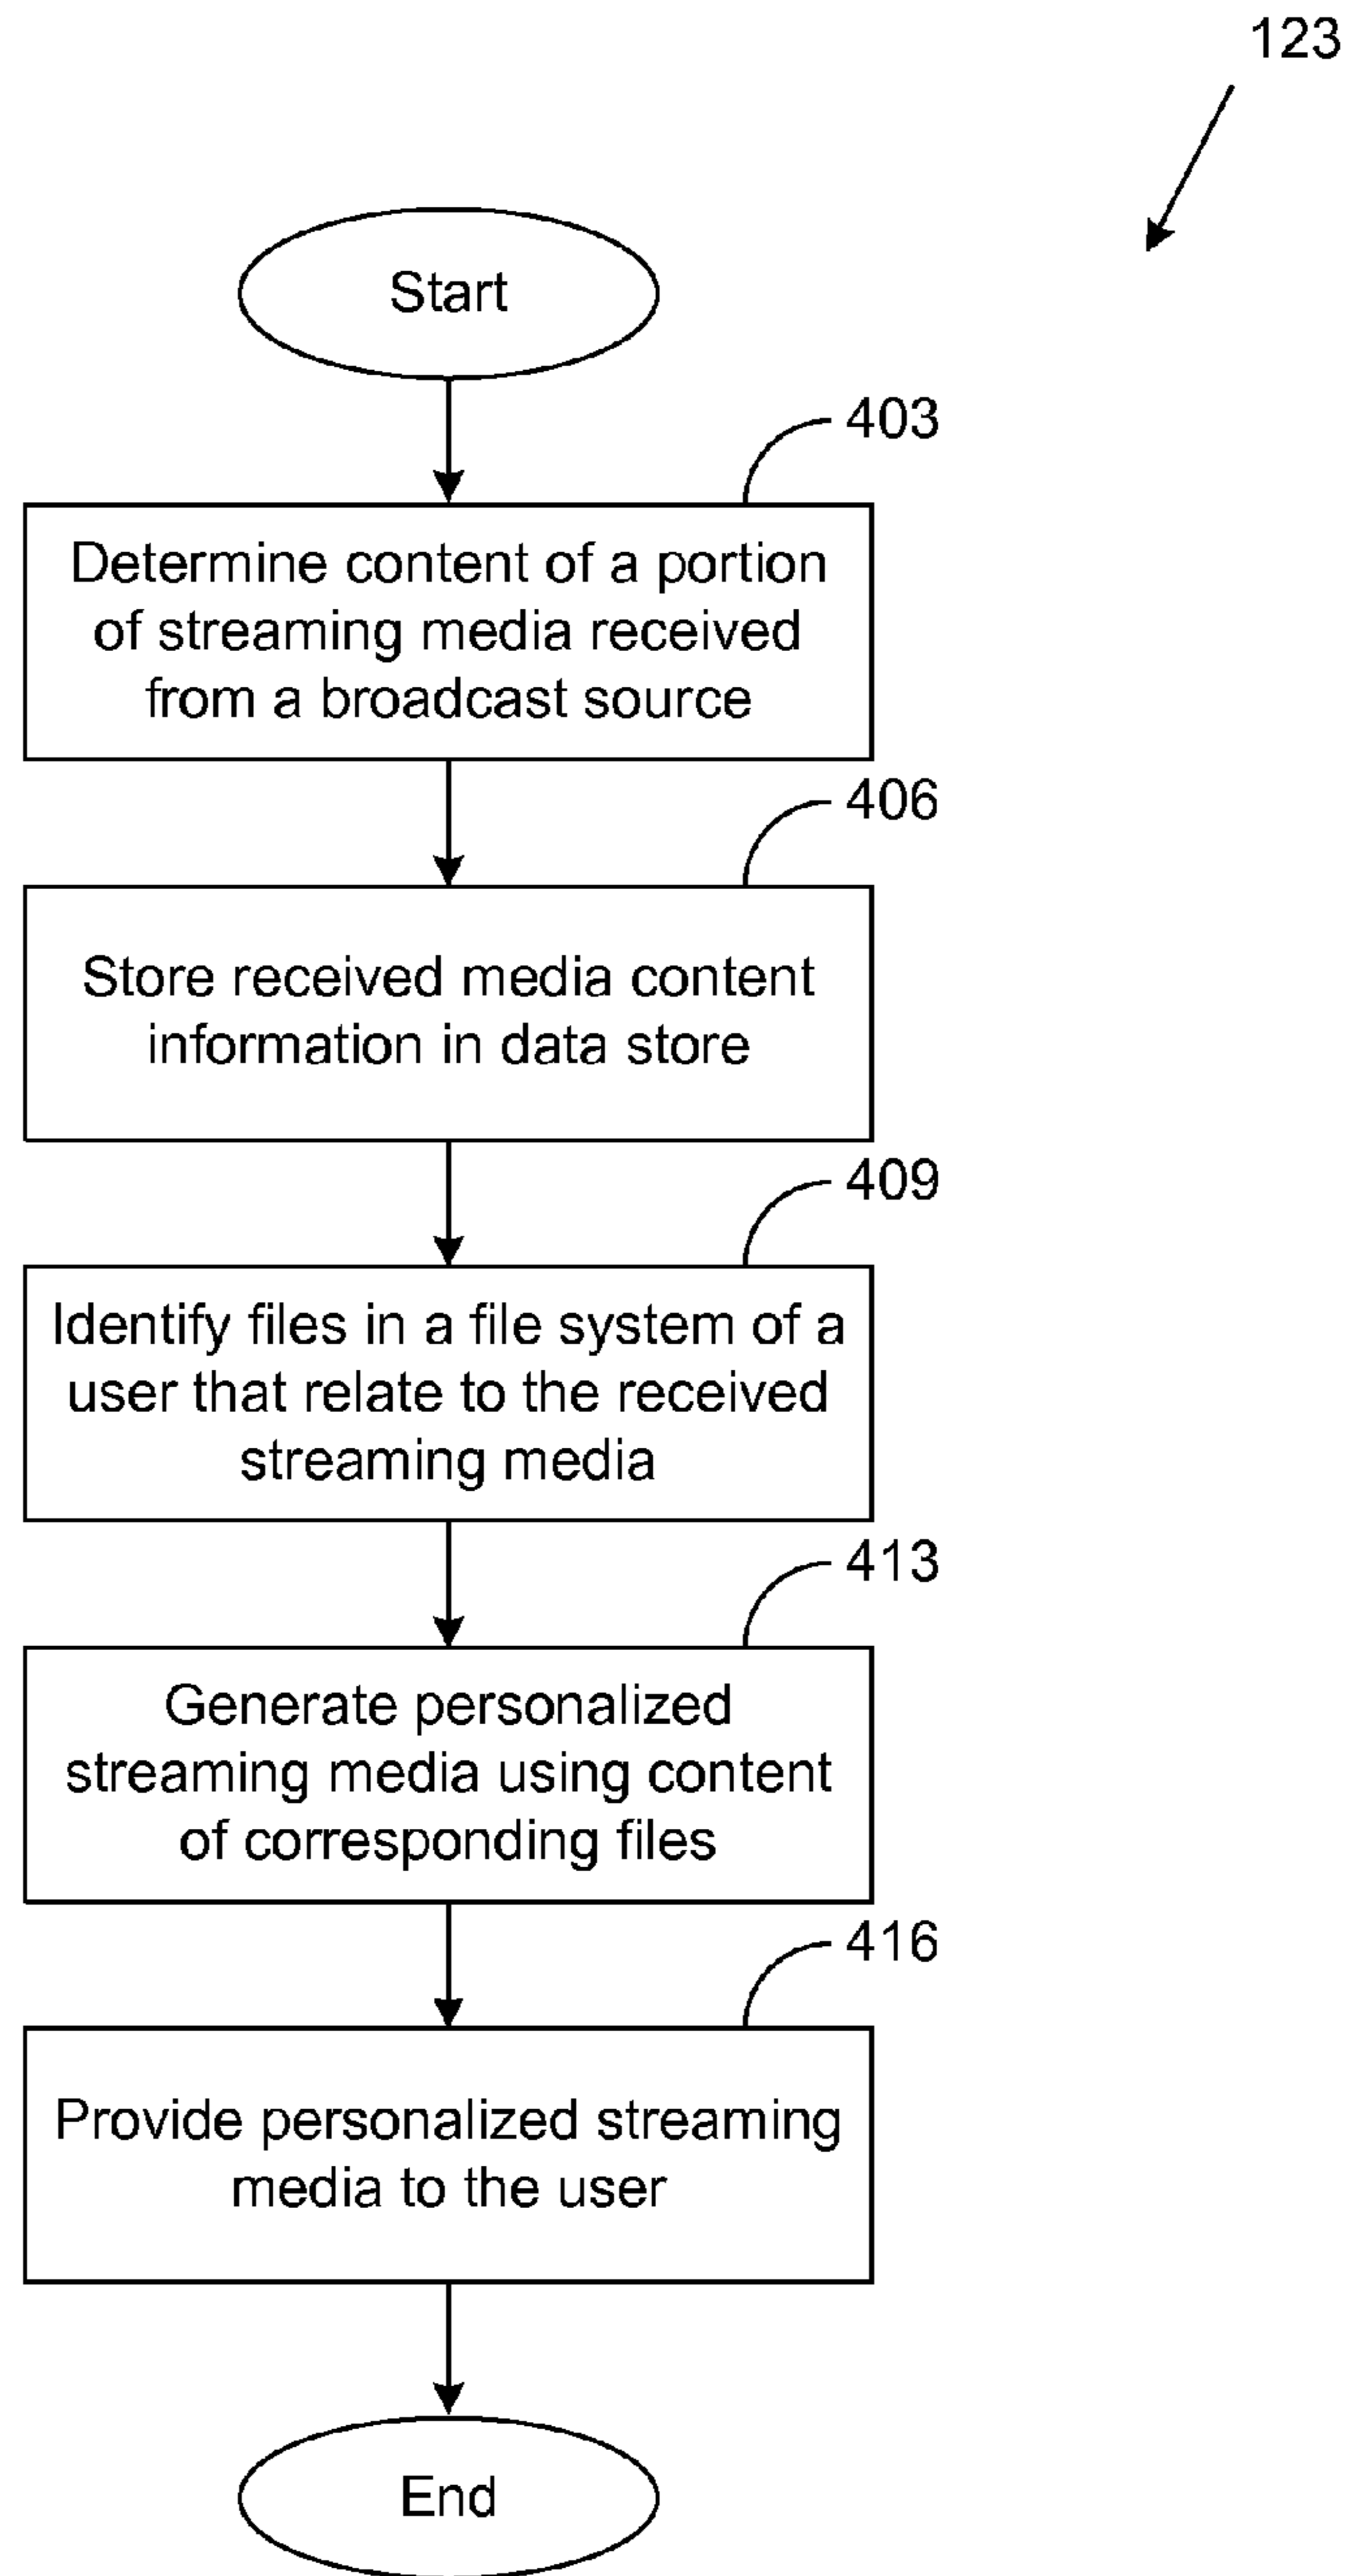 123
Start
403
Determine content of a portion
of streaming media received
from a broadcast source
406
Store received media content
information in data store
409
Identify files in a file system of a
user that relate to the received
streaming media
413
Generate personalized
streaming media using content
of corresponding files
416
Provide personalized streaming
media to the user
End